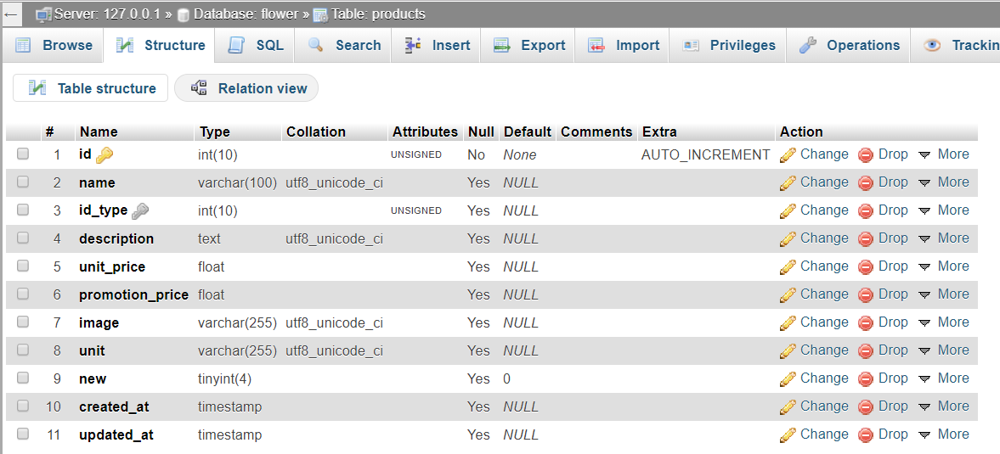 ← Server: 127.0.0.1 » Database: flower » Table: products
Browse Structure SQL Search Insert Export Import Privileges Operations Trackin
Table structure Relation view
# Name Type Collation Attributes Null Default Comments Extra Action
1 id int(10) UNSIGNED No None AUTO_INCREMENT Change Drop More
2 name varchar(100) utf8_unicode_ci Yes NULL Change Drop More
3 id_type int(10) UNSIGNED Yes NULL Change Drop More
4 description text utf8_unicode_ci Yes NULL Change Drop More
5 unit_price float Yes NULL Change Drop More
6 promotion_price float Yes NULL Change Drop More
7 image varchar(255) utf8_unicode_ci Yes NULL Change Drop More
8 unit varchar(255) utf8_unicode_ci Yes NULL Change Drop More
9 new tinyint(4) Yes 0 Change Drop More
10 created_at timestamp Yes NULL Change Drop More
11 updated_at timestamp Yes NULL Change Drop More